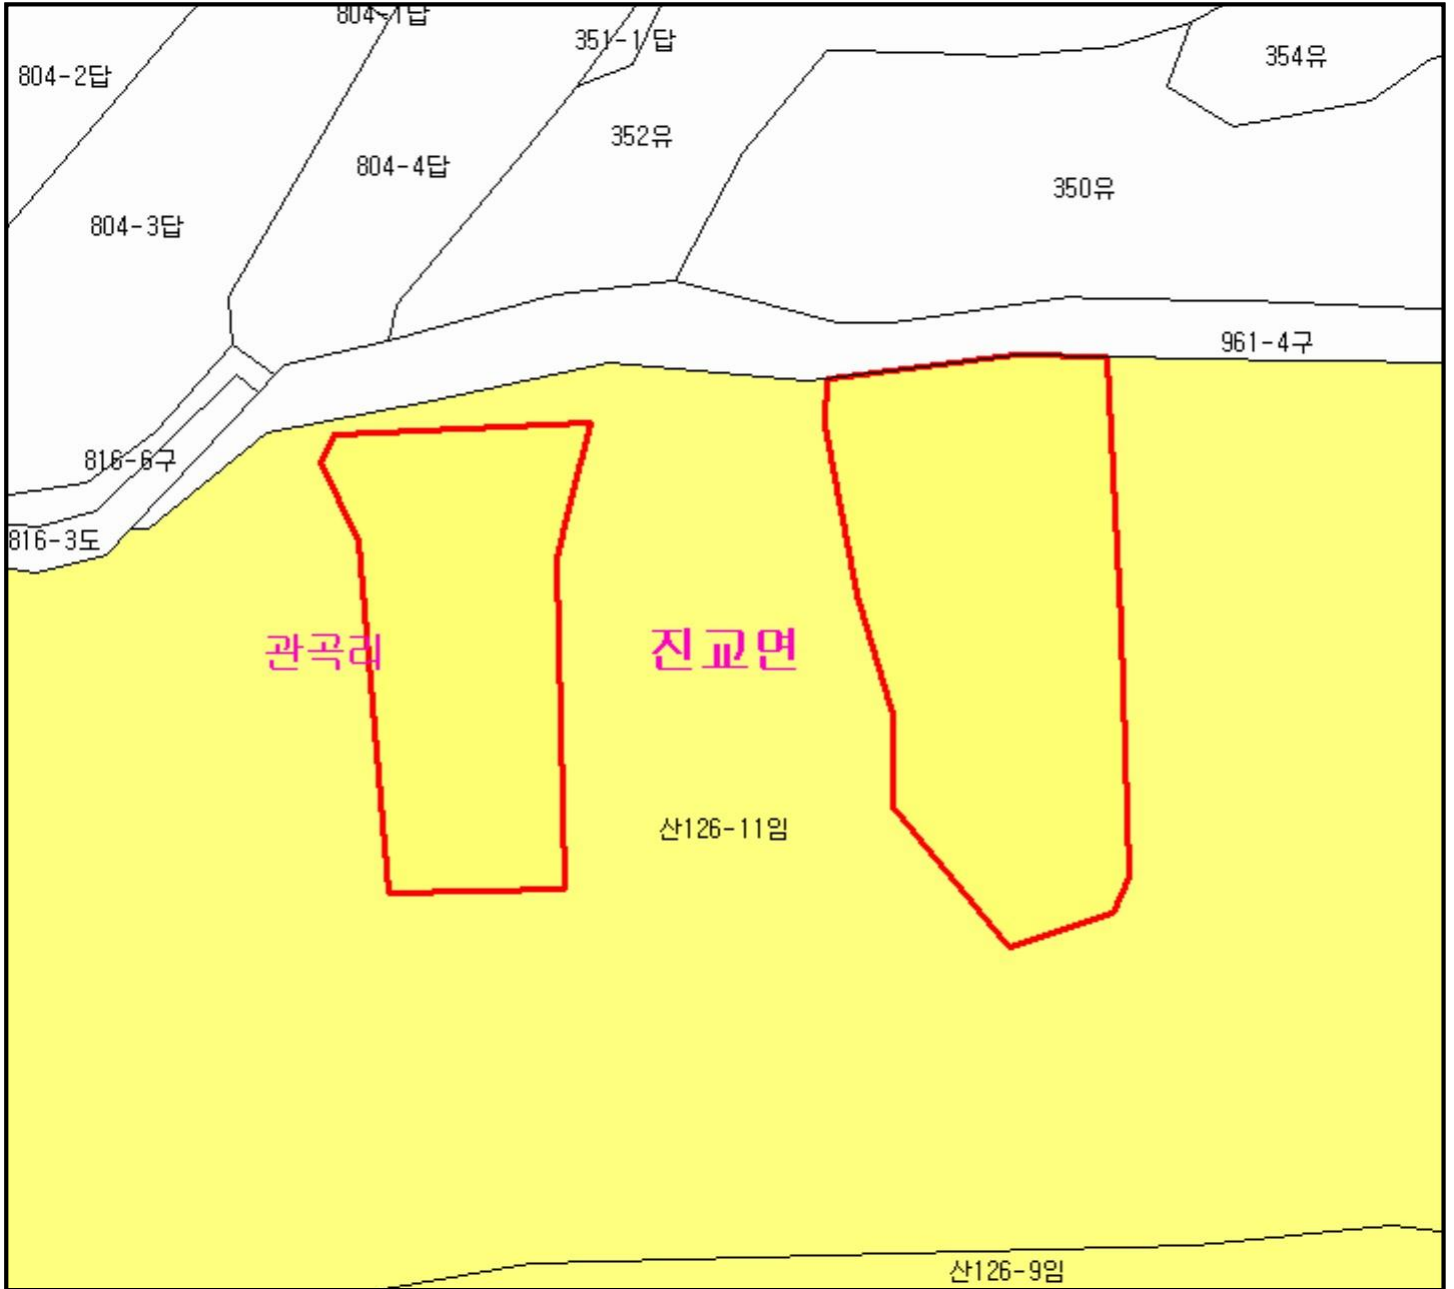 804-1답
351-1답
354유
804-2답
352유
804-4답
350유
804-3답
961-4구
816-6구
816-3도
관곡리
진교면
산126-11임
산126-9임